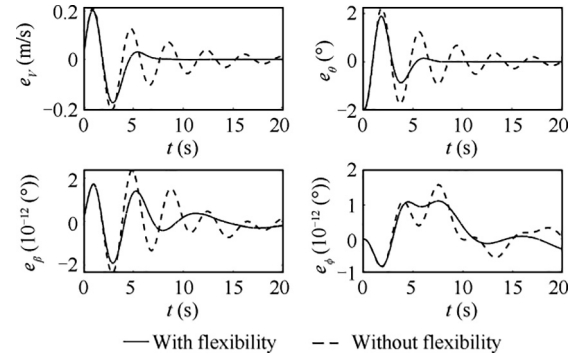 0.2
0
−0.2
e_V (m/s)
0 5 10 15 20
t (s)
2
0
−2
e_θ (°)
0 5 10 15 20
t (s)
2
0
−2
e_β (10⁻¹² (°))
0 5 10 15 20
t (s)
2
1
0
−1
e_ϕ (10⁻¹² (°))
0 5 10 15 20
t (s)
With flexibility
Without flexibility